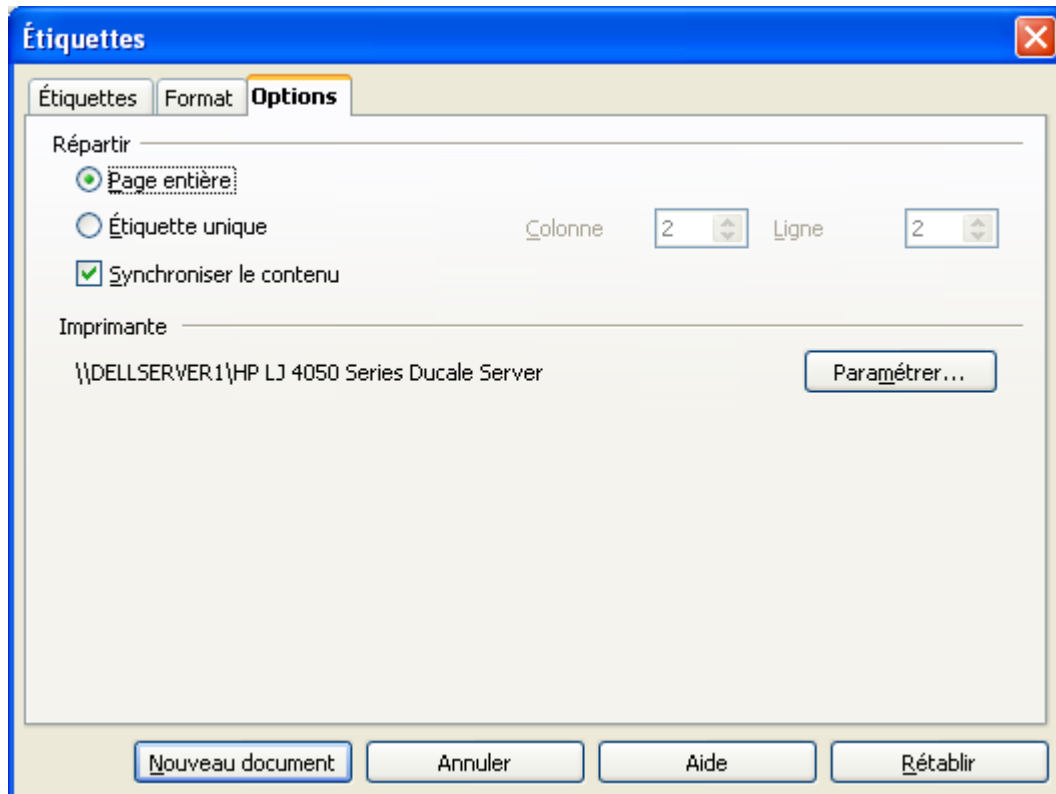 Étiquettes
Étiquettes Format Options
Répartir
Page entière
Étiquette unique Colonne 2 Ligne 2
Synchroniser le contenu
Imprimante
\\DELLSERVER1\HP LJ 4050 Series Ducale Server Paramétrer...
Nouveau document Annuler Aide Rétablir